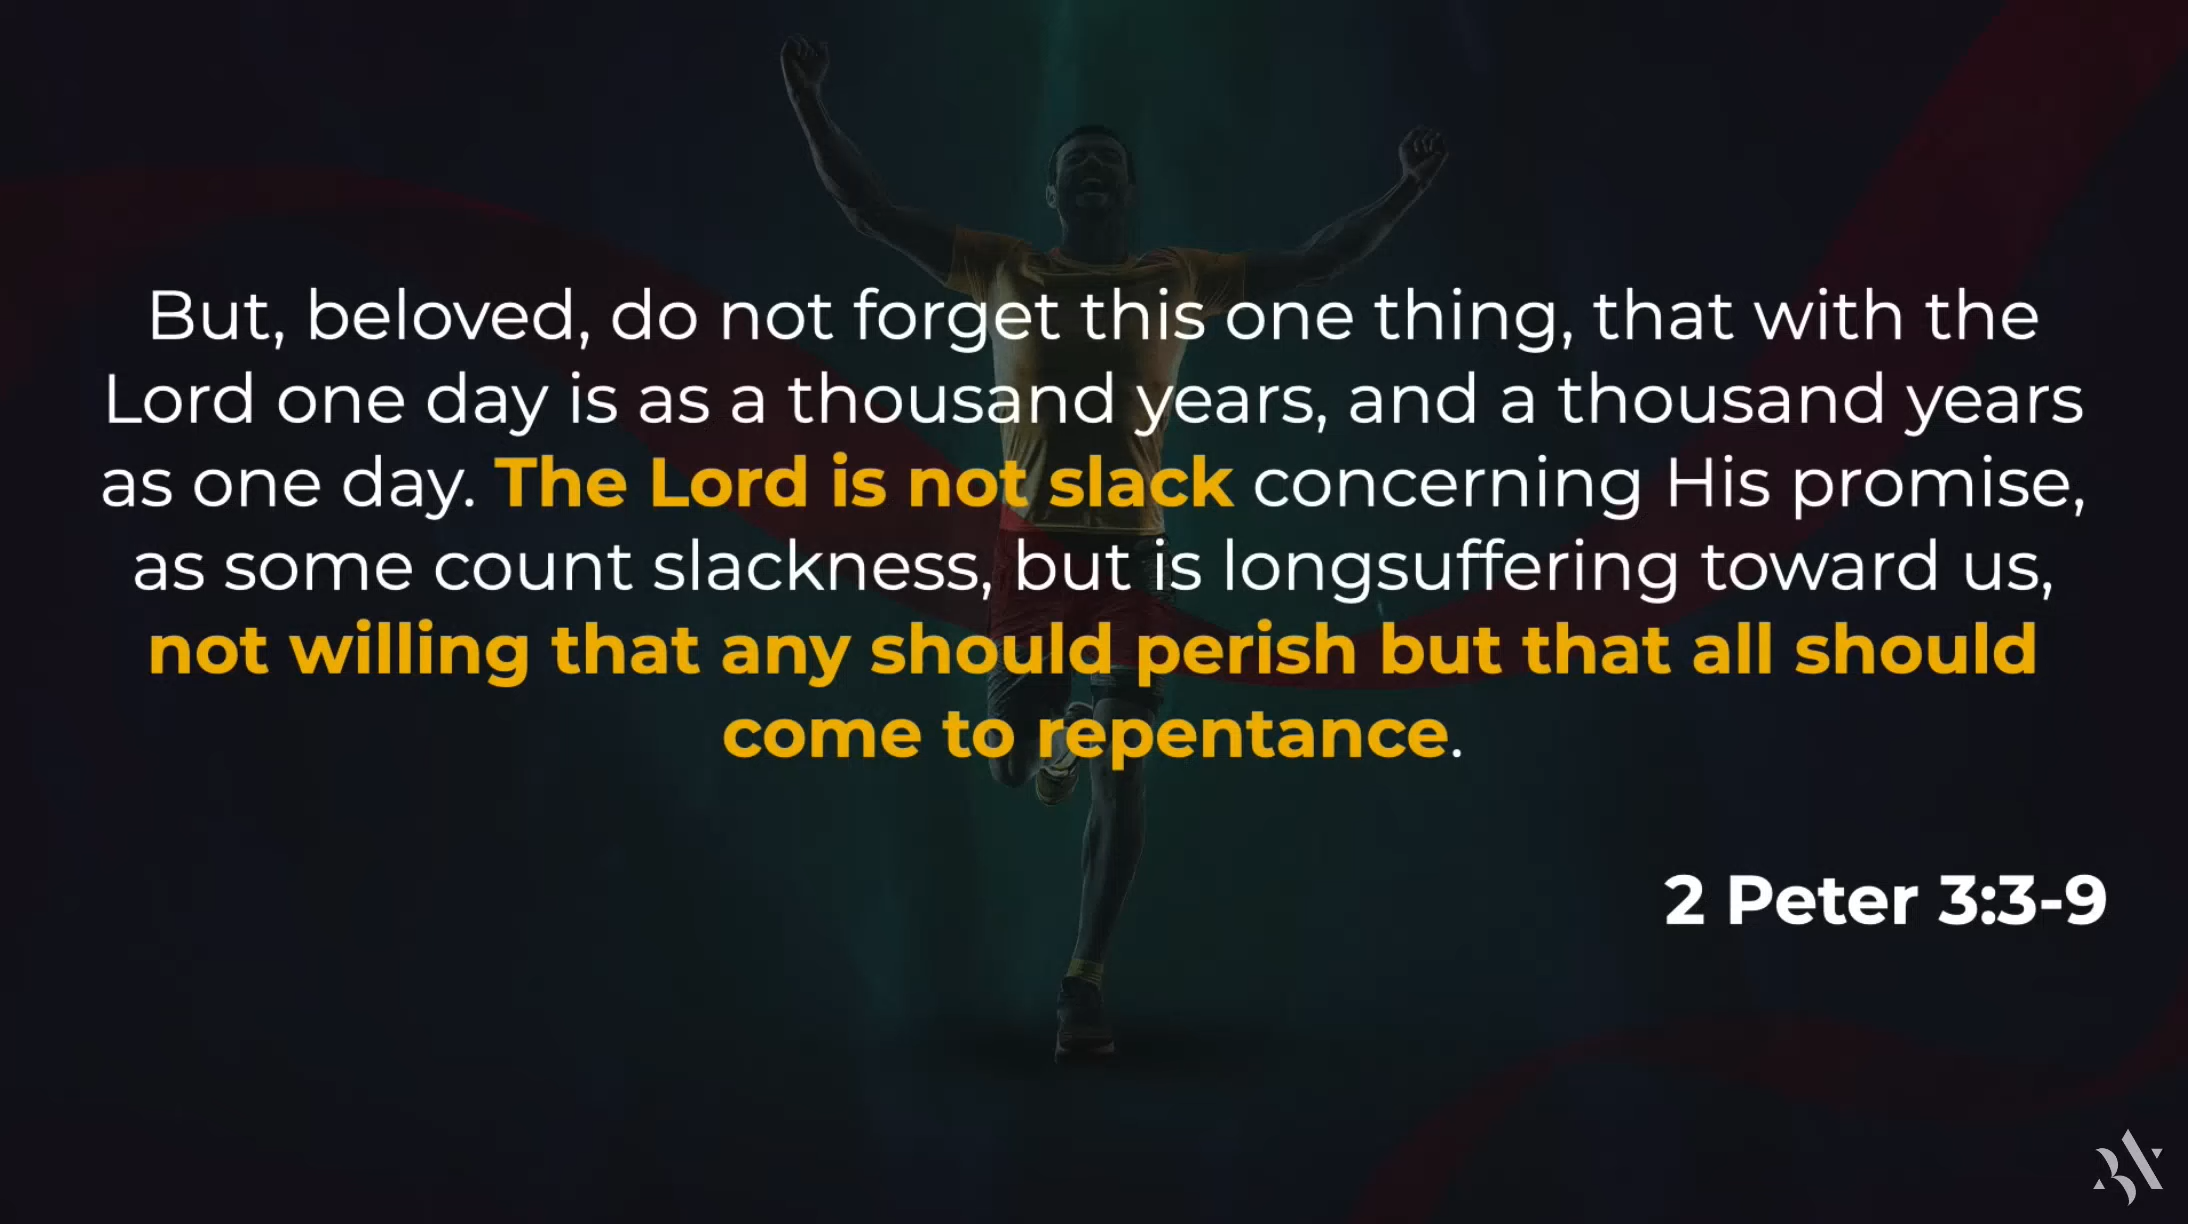 But, beloved, do not forget this one thing, that with the
Lord one day is as a thousand years, and a thousand years
as one day. The Lord is not slack concerning His promise,
as some count slackness, but is longsuffering toward us,
not willing that any should perish but that all should
come to repentance.
2 Peter 3:3-9